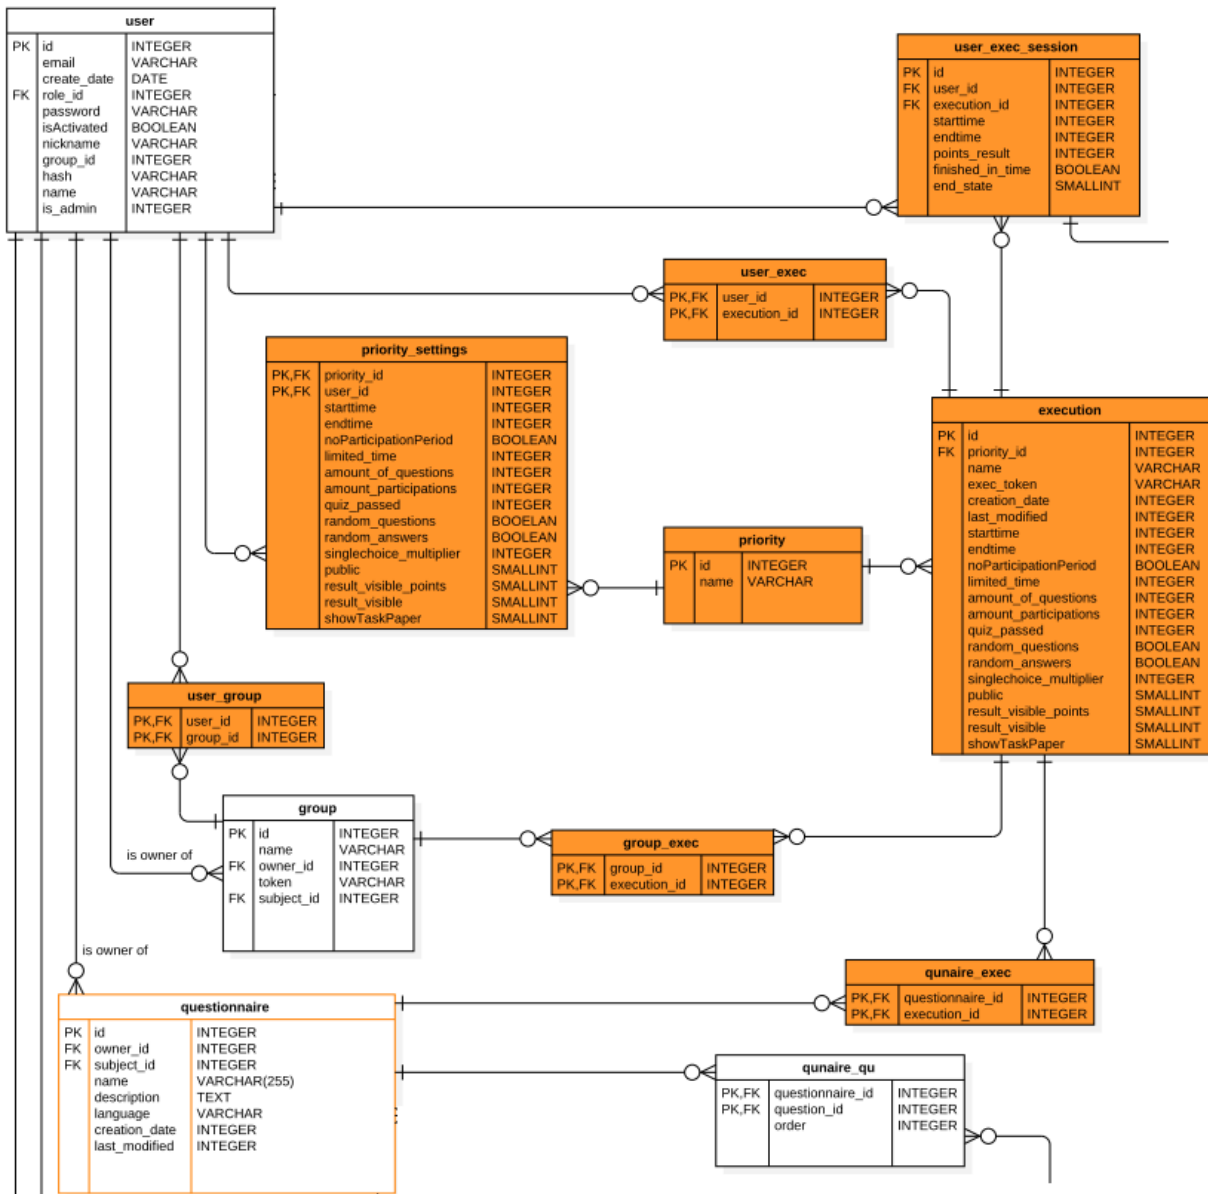 user
PK id INTEGER
email VARCHAR
create_date DATE
FK role_id INTEGER
password VARCHAR
isActivated BOOLEAN
nickname VARCHAR
group_id INTEGER
hash VARCHAR
name VARCHAR
is_admin INTEGER
user_exec_session
PK id INTEGER
FK user_id INTEGER
FK execution_id INTEGER
starttime INTEGER
endtime INTEGER
points_result INTEGER
finished_in_time BOOLEAN
end_state SMALLINT
user_exec
PK,FK user_id INTEGER
PK,FK execution_id INTEGER
priority_settings
PK,FK priority_id INTEGER
PK,FK user_id INTEGER
starttime INTEGER
endtime INTEGER
noParticipationPeriod BOOLEAN
limited_time INTEGER
amount_of_questions INTEGER
amount_participations INTEGER
quiz_passed INTEGER
random_questions BOOELAN
random_answers BOOLEAN
singlechoice_multiplier INTEGER
public SMALLINT
result_visible_points SMALLINT
result_visible SMALLINT
showTaskPaper SMALLINT
execution
PK id INTEGER
FK priority_id INTEGER
name VARCHAR
exec_token VARCHAR
creation_date INTEGER
last_modified INTEGER
starttime INTEGER
endtime INTEGER
noParticipationPeriod BOOLEAN
limited_time INTEGER
amount_of_questions INTEGER
amount_participations INTEGER
quiz_passed INTEGER
random_questions BOOLEAN
random_answers BOOLEAN
singlechoice_multiplier INTEGER
public SMALLINT
result_visible_points SMALLINT
result_visible SMALLINT
showTaskPaper SMALLINT
priority
PK id INTEGER
name VARCHAR
user_group
PK,FK user_id INTEGER
PK,FK group_id INTEGER
group
PK id INTEGER
name VARCHAR
FK owner_id INTEGER
token VARCHAR
FK subject_id INTEGER
is owner of
group_exec
PK,FK group_id INTEGER
PK,FK execution_id INTEGER
is owner of
qunaire_exec
PK,FK questionnaire_id INTEGER
PK,FK execution_id INTEGER
questionnaire
PK id INTEGER
FK owner_id INTEGER
FK subject_id INTEGER
name VARCHAR(255)
description TEXT
language VARCHAR
creation_date INTEGER
last_modified INTEGER
qunaire_qu
PK,FK questionnaire_id INTEGER
PK,FK question_id INTEGER
order INTEGER